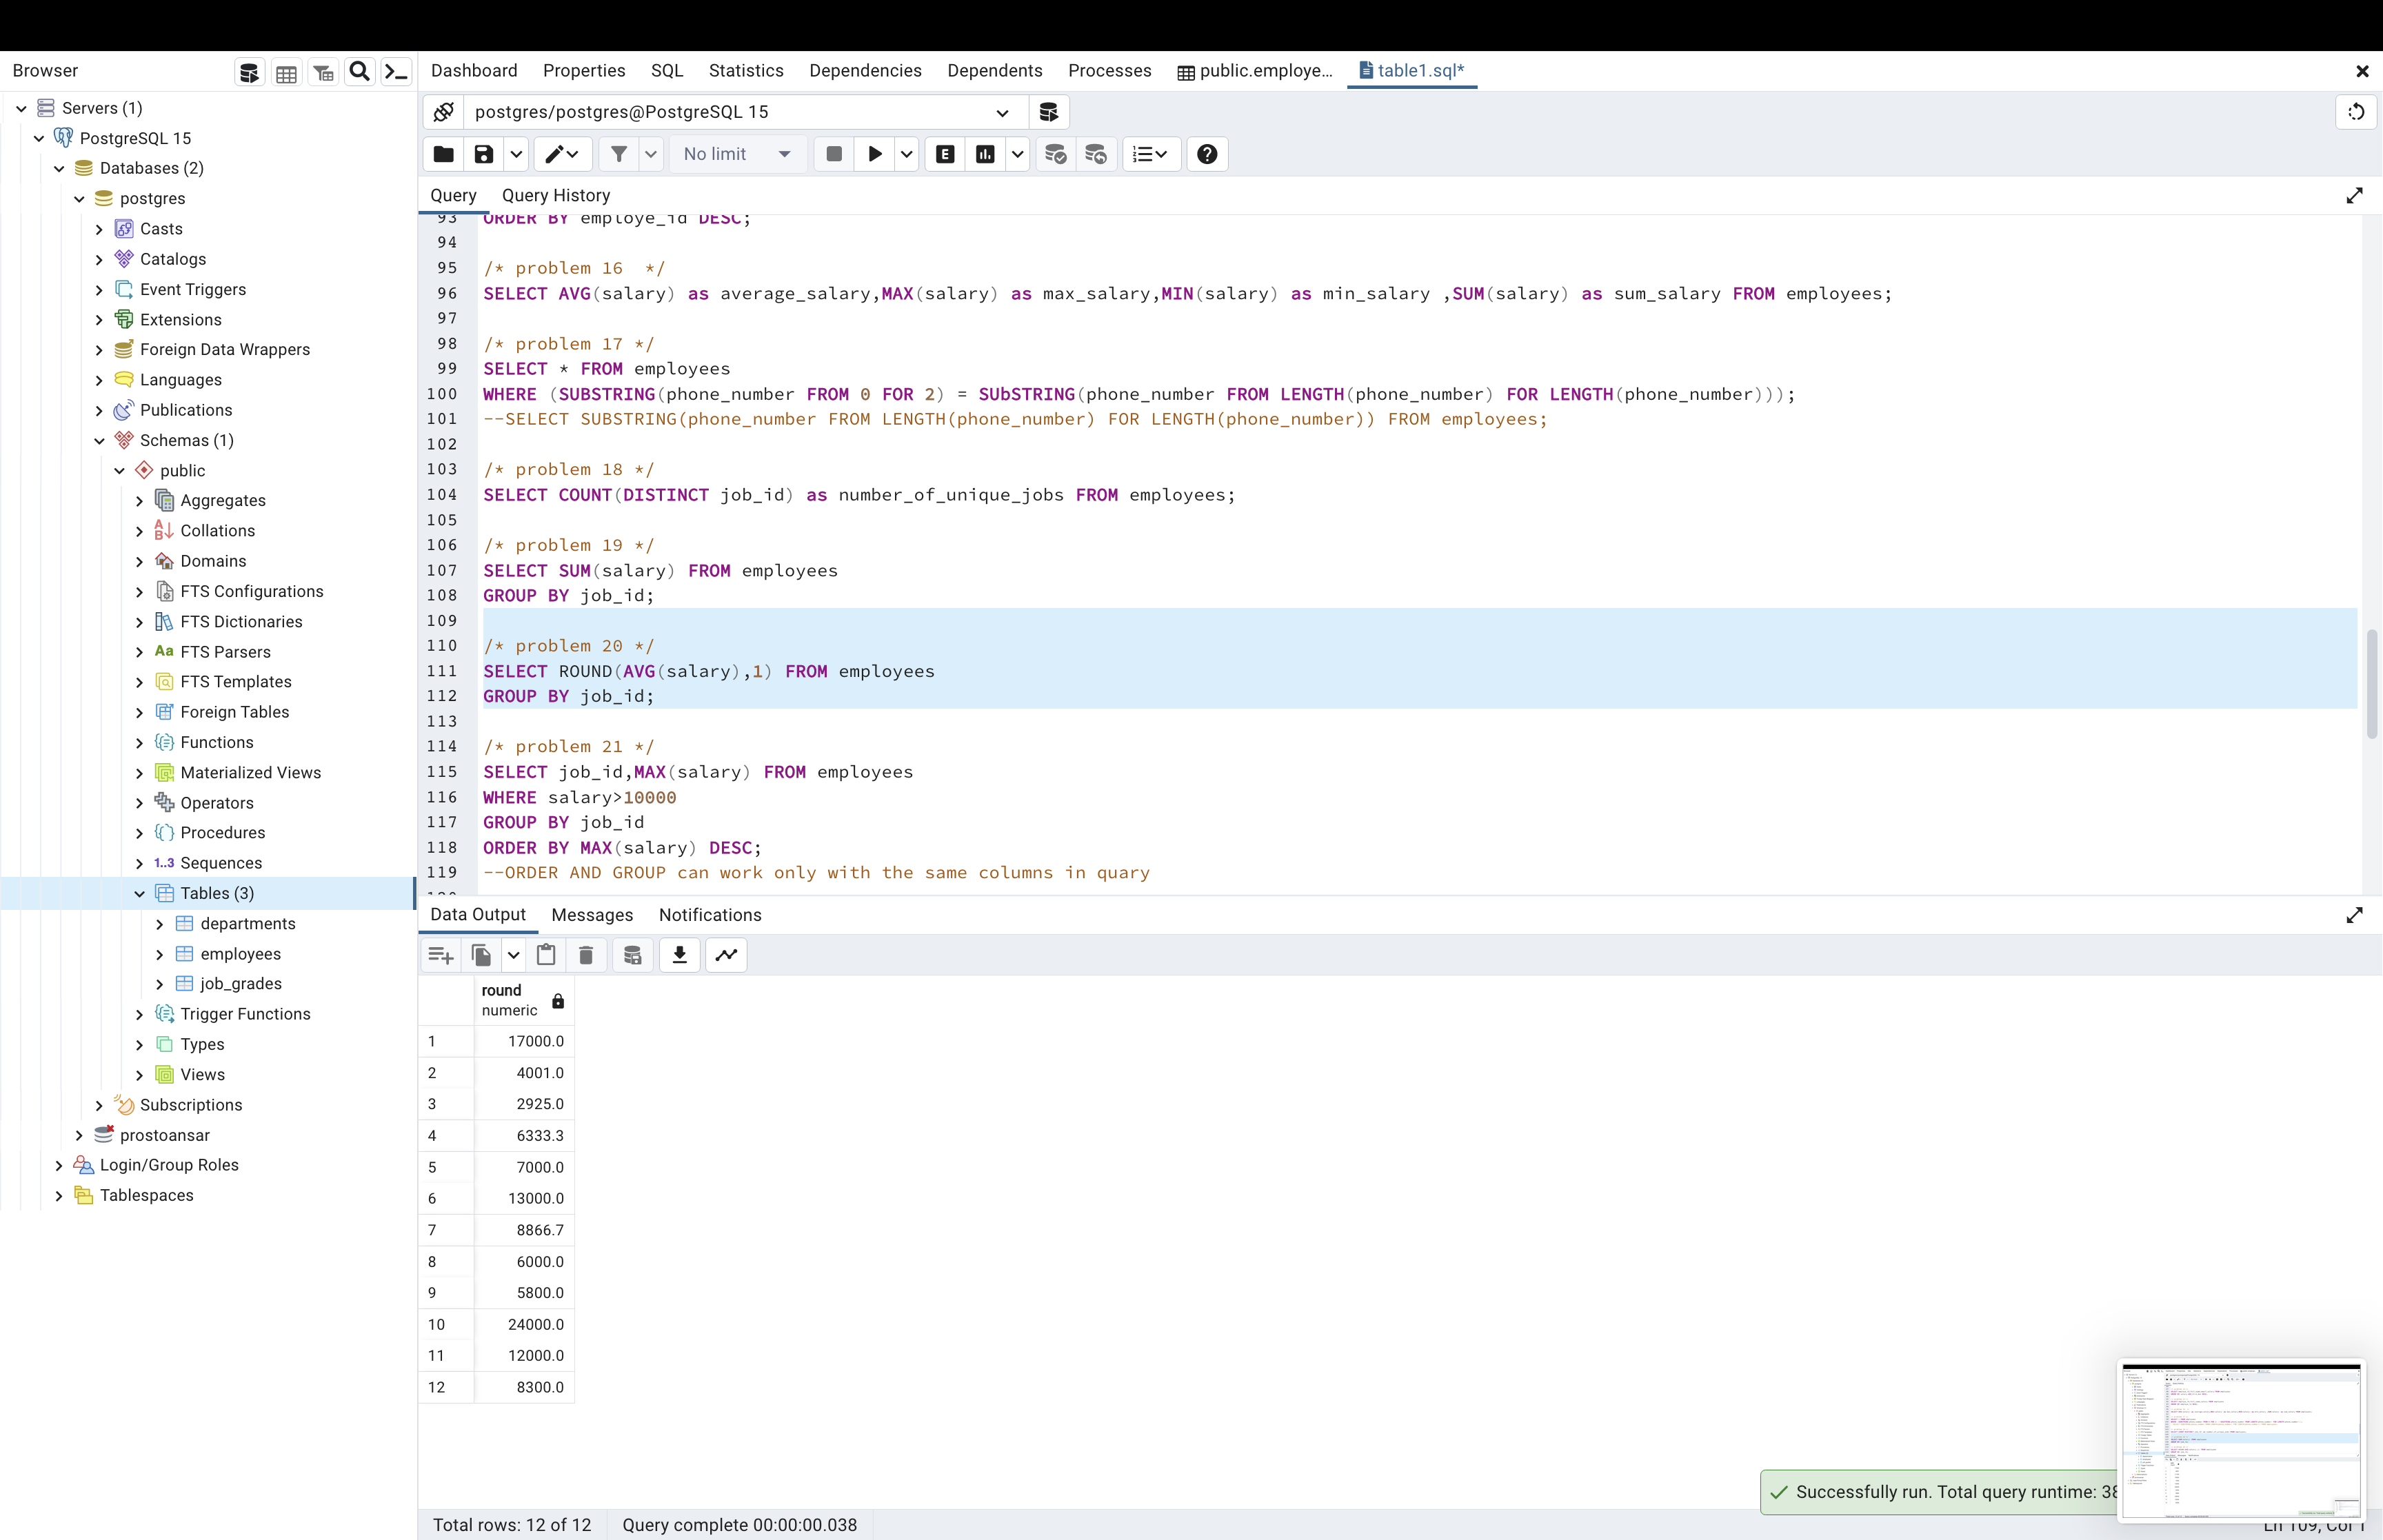 Browser
Dashboard Properties SQL Statistics Dependencies Dependents Processes public.employe... table1.sql*
Servers (1)
PostgreSQL 15
Databases (2)
postgres
Casts
Catalogs
Event Triggers
Extensions
Foreign Data Wrappers
Languages
Publications
Schemas (1)
public
Aggregates
Collations
Domains
FTS Configurations
FTS Dictionaries
Aa FTS Parsers
FTS Templates
Foreign Tables
Functions
Materialized Views
Operators
Procedures
1..3 Sequences
Tables (3)
departments
employees
job_grades
Trigger Functions
Types
Views
Subscriptions
prostoansar
Login/Group Roles
Tablespaces
postgres/postgres@PostgreSQL 15
No limit E
Query Query History
93 ORDER BY employe_id DESC;
94
95 /* problem 16  */
96 SELECT AVG(salary) as average_salary,MAX(salary) as max_salary,MIN(salary) as min_salary ,SUM(salary) as sum_salary FROM employees;
97
98 /* problem 17 */
99 SELECT * FROM employees
100 WHERE (SUBSTRING(phone_number FROM 0 FOR 2) = SUbSTRING(phone_number FROM LENGTH(phone_number) FOR LENGTH(phone_number)));
101 --SELECT SUBSTRING(phone_number FROM LENGTH(phone_number) FOR LENGTH(phone_number)) FROM employees;
102
103 /* problem 18 */
104 SELECT COUNT(DISTINCT job_id) as number_of_unique_jobs FROM employees;
105
106 /* problem 19 */
107 SELECT SUM(salary) FROM employees
108 GROUP BY job_id;
109
110 /* problem 20 */
111 SELECT ROUND(AVG(salary),1) FROM employees
112 GROUP BY job_id;
113
114 /* problem 21 */
115 SELECT job_id,MAX(salary) FROM employees
116 WHERE salary>10000
117 GROUP BY job_id
118 ORDER BY MAX(salary) DESC;
119 --ORDER AND GROUP can work only with the same columns in quary
Data Output Messages Notifications
round
numeric
1 17000.0
2 4001.0
3 2925.0
4 6333.3
5 7000.0
6 13000.0
7 8866.7
8 6000.0
9 5800.0
10 24000.0
11 12000.0
12 8300.0
Successfully run. Total query runtime: 38
Total rows: 12 of 12 Query complete 00:00:00.038
Ln 109, Col 1